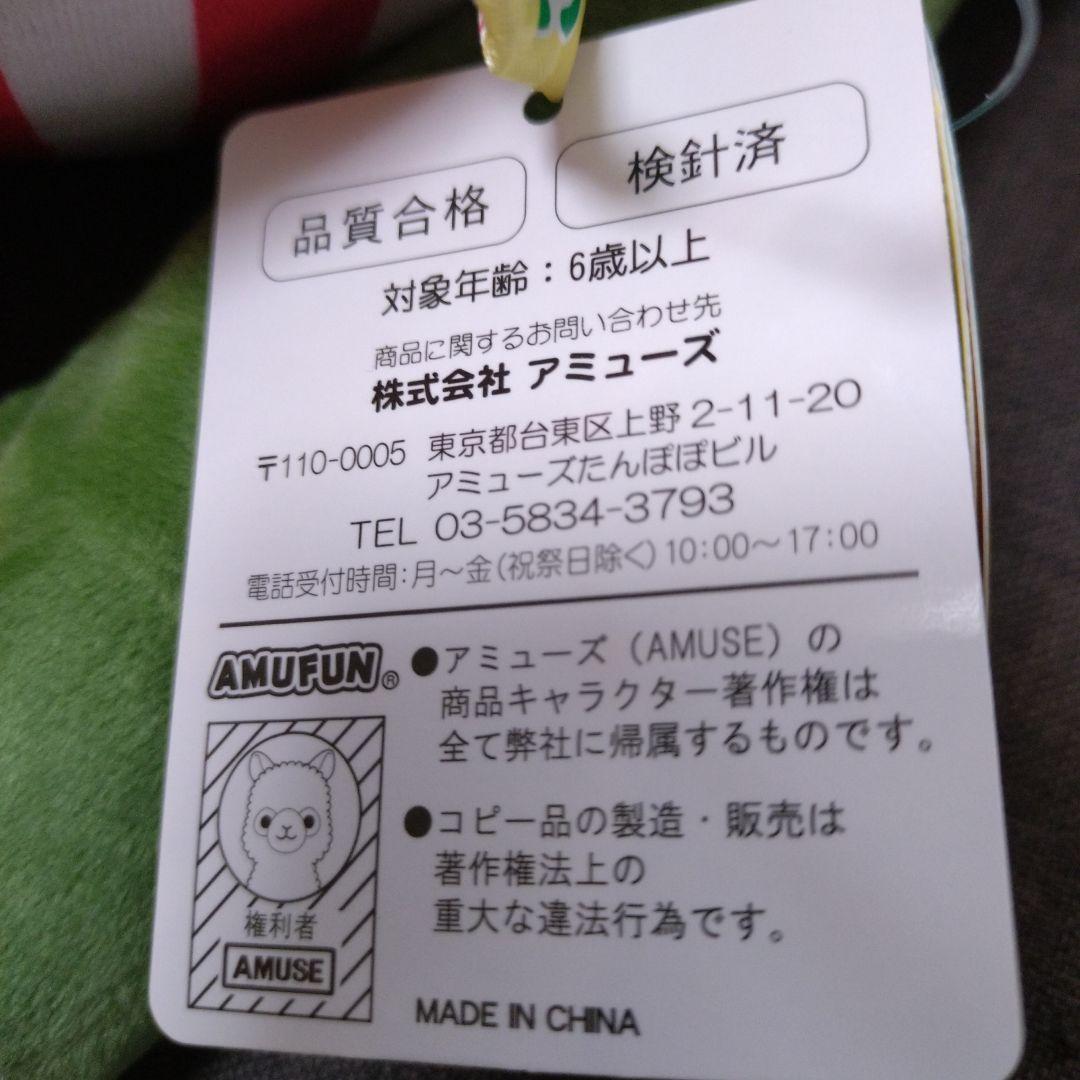 品質合格
検針済
対象年齢：6歳以上
商品に関するお問い合わせ先
株式会社 アミューズ
〒110-0005 東京都台東区上野2-11-20
アミューズたんぽぽビル
TEL 03-5834-3793
電話受付時間:月〜金(祝祭日除く)10:00〜17:00
AMUFUN®
●アミューズ（AMUSE）の
商品キャラクター著作権は
全て弊社に帰属するものです。
●コピー品の製造・販売は
著作権法上の
重大な違法行為です。
権利者
AMUSE
MADE IN CHINA